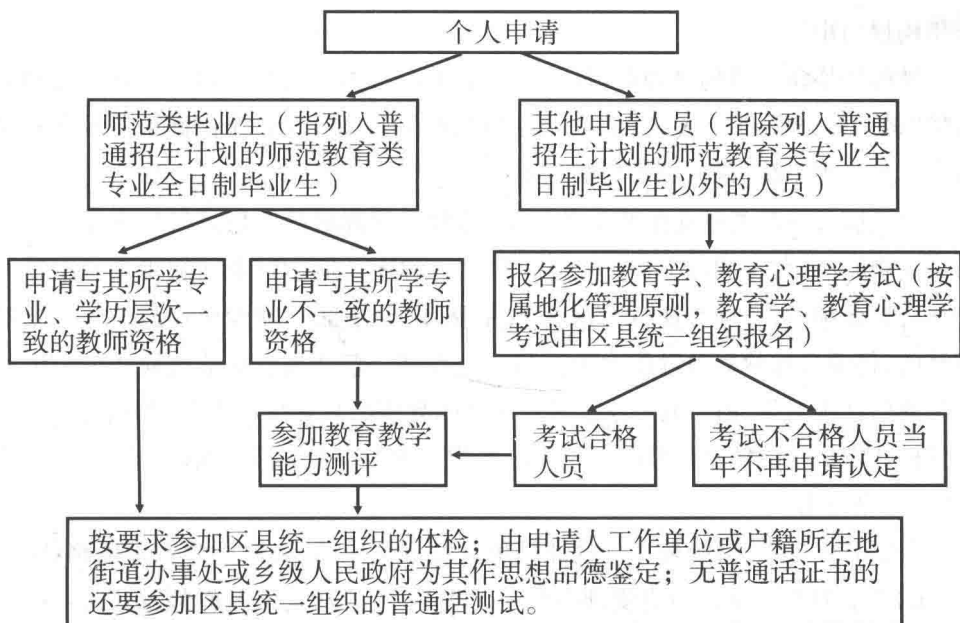 个人申请
师范类毕业生（指列入普
通招生计划的师范教育类
专业全日制毕业生）
其他申请人员（指除列入普通
招生计划的师范教育类专业全
日制毕业生以外的人员）
申请与其所学专
业、学历层次一
致的教师资格
申请与其所学专
业不一致的教师
资格
报名参加教育学、教育心理学考试（按
属地化管理原则，教育学、教育心理学
考试由区县统一组织报名）
参加教育教学
能力测评
考试合格
人员
考试不合格人员当
年不再申请认定
按要求参加区县统一组织的体检；由申请人工作单位或户籍所在地
街道办事处或乡级人民政府为其作思想品德鉴定；无普通话证书的
还要参加区县统一组织的普通话测试。